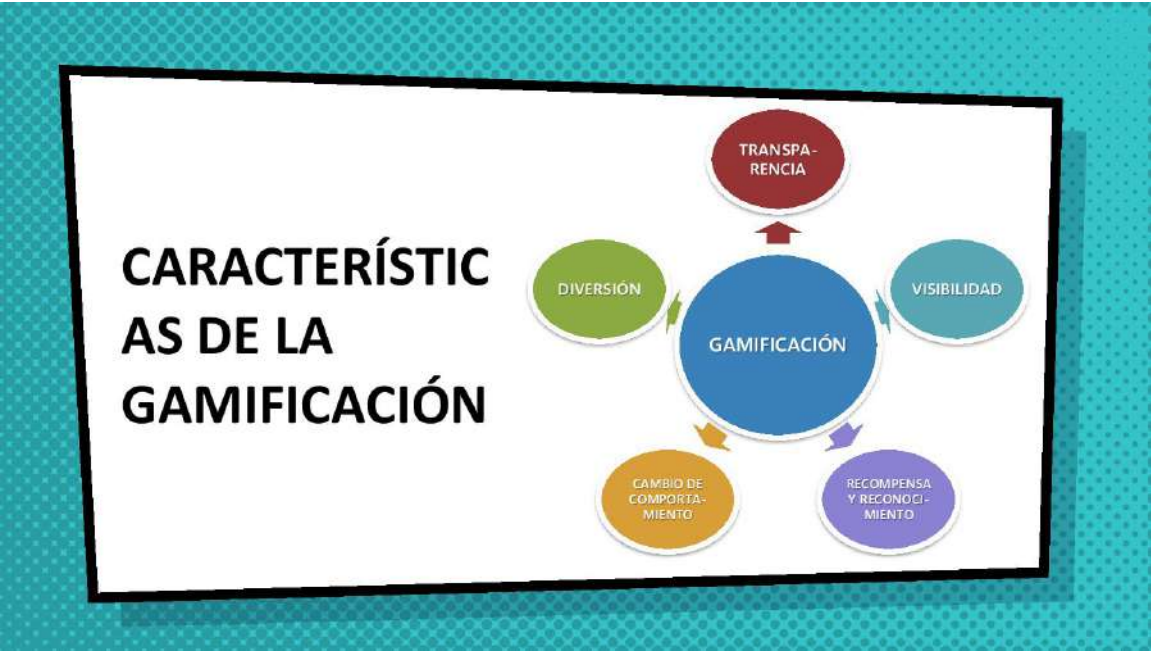 CARACTERÍSTIC
AS DE LA
GAMIFICACIÓN
TRANSPA-
RENCIA
DIVERSIÓN
VISIBILIDAD
GAMIFICACIÓN
CAMBIO DE
COMPORTA-
MIENTO
RECOMPENSA
Y RECONOCI-
MIENTO